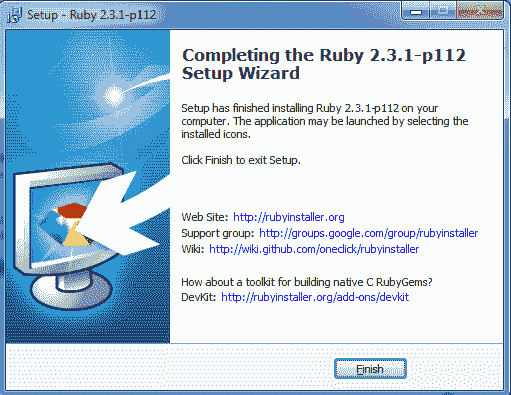 Setup - Ruby 2.3.1-p112
Completing the Ruby 2.3.1-p112
Setup Wizard
Setup has finished installing Ruby 2.3.1-p112 on your
computer. The application may be launched by selecting the
installed icons.
Click Finish to exit Setup.
Web Site: http://rubyinstaller.org
Support group: http://groups.google.com/group/rubyinstaller
Wiki: http://wiki.github.com/oneclick/rubyinstaller
How about a toolkit for building native C RubyGems?
DevKit: http://rubyinstaller.org/add-ons/devkit
Finish